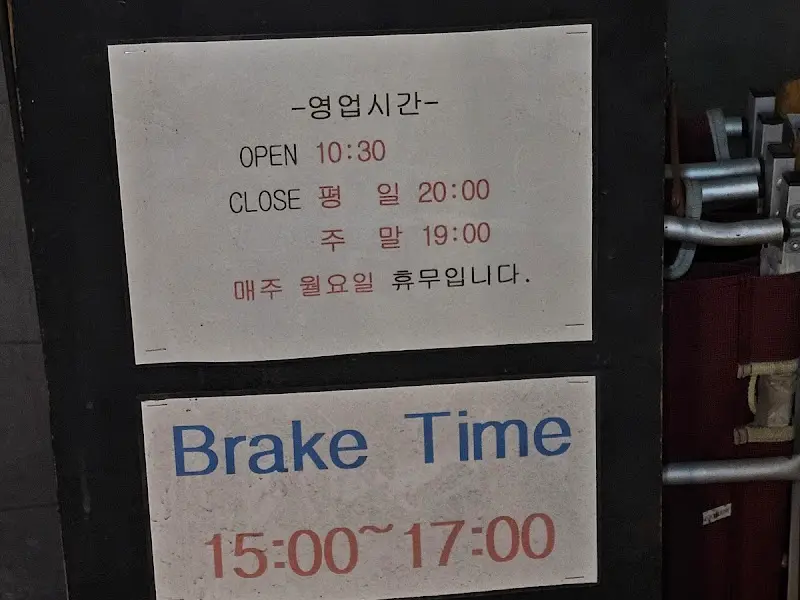 -영업시간-
OPEN 10:30
CLOSE 평 일 20:00
주 말 19:00
매주 월요일 휴무입니다.
Brake Time
15:00~17:00